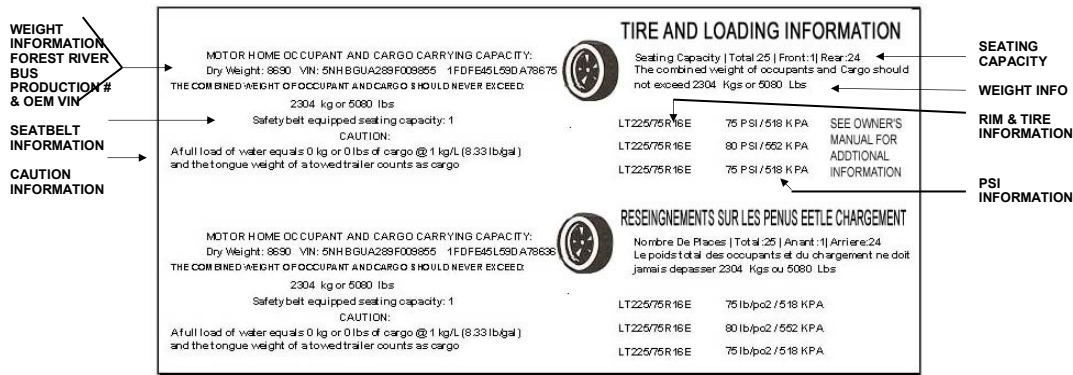 WEIGHT
INFORMATION
FOREST RIVER
BUS
PRODUCTION #
& OEM VIN
SEATBELT
INFORMATION
CAUTION
INFORMATION
MOTOR HOME OCCUPANT AND CARGO CARRYING CAPACITY:
Dry Weight: 8690 VIN: 5NHBGUA289F009855 1FDFE45L59DA78675
THE COMBINED WEIGHT OF OCCUPANT AND CARGO SHOULD NEVER EXCEED:
2304 kg or 5080 lbs
Safety belt equipped seating capacity: 1
CAUTION:
A full load of water equals 0 kg or 0 lbs of cargo @ 1 kg/L (8.33 lb/gal)
and the tongue weight of a towed trailer counts as cargo
TIRE AND LOADING INFORMATION
Seating Capacity | Total:25 | Front:1| Rear:24
The combined weight of occupants and Cargo should
not exceed 2304 Kgs or 5080 Lbs
LT225/75R16E 75 PSI / 518 KPA
LT225/75R16E 80 PSI / 552 KPA
LT225/75R16E 75 PSI / 518 KPA
SEE OWNER'S
MANUAL FOR
ADDTIONAL
INFORMATION
SEATING
CAPACITY
WEIGHT INFO
RIM & TIRE
INFORMATION
PSI
INFORMATION
MOTOR HOME OCCUPANT AND CARGO CARRYING CAPACITY:
Dry Weight: 8690 VIN: 5NHBGUA289F009855 1FDFE45L59DA78636
THE COMBINED WEIGHT OF OCCUPANT AND CARGO SHOULD NEVER EXCEED:
2304 kg or 5080 lbs
Safety belt equipped seating capacity: 1
CAUTION:
A full load of water equals 0 kg or 0 lbs of cargo @ 1 kg/L (8.33 lb/gal)
and the tongue weight of a towed trailer counts as cargo
RESEINGNEMENTS SUR LES PENUS EETLE CHARGEMENT
Nombre De Places | Total:25 | Anant:1| Arriere:24
Le poids total des occupants et du chargement ne doit
jamais depasser 2304 Kgs ou 5080 Lbs
LT225/75R16E 75 lb/po2 / 518 KPA
LT225/75R16E 80 lb/po2 / 552 KPA
LT225/75R16E 75 lb/po2 / 518 KPA